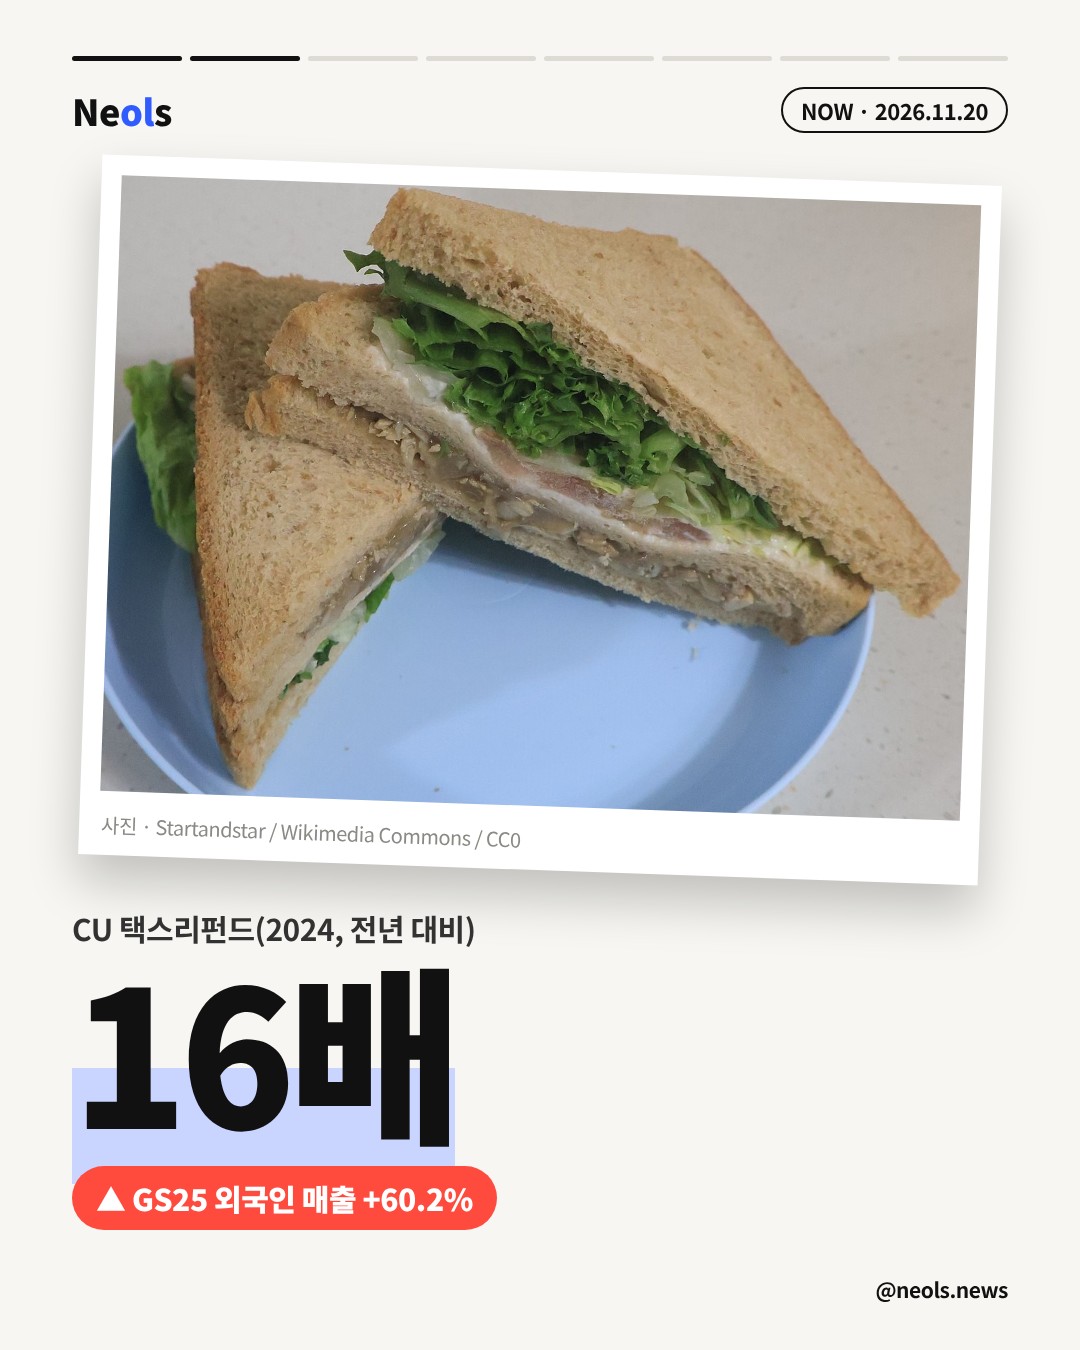 Neols
NOW · 2026.11.20
사진 · Startandstar / Wikimedia Commons / CC0
CU 택스리펀드(2024, 전년 대비)
16배
▲ GS25 외국인 매출 +60.2%
@neols.news